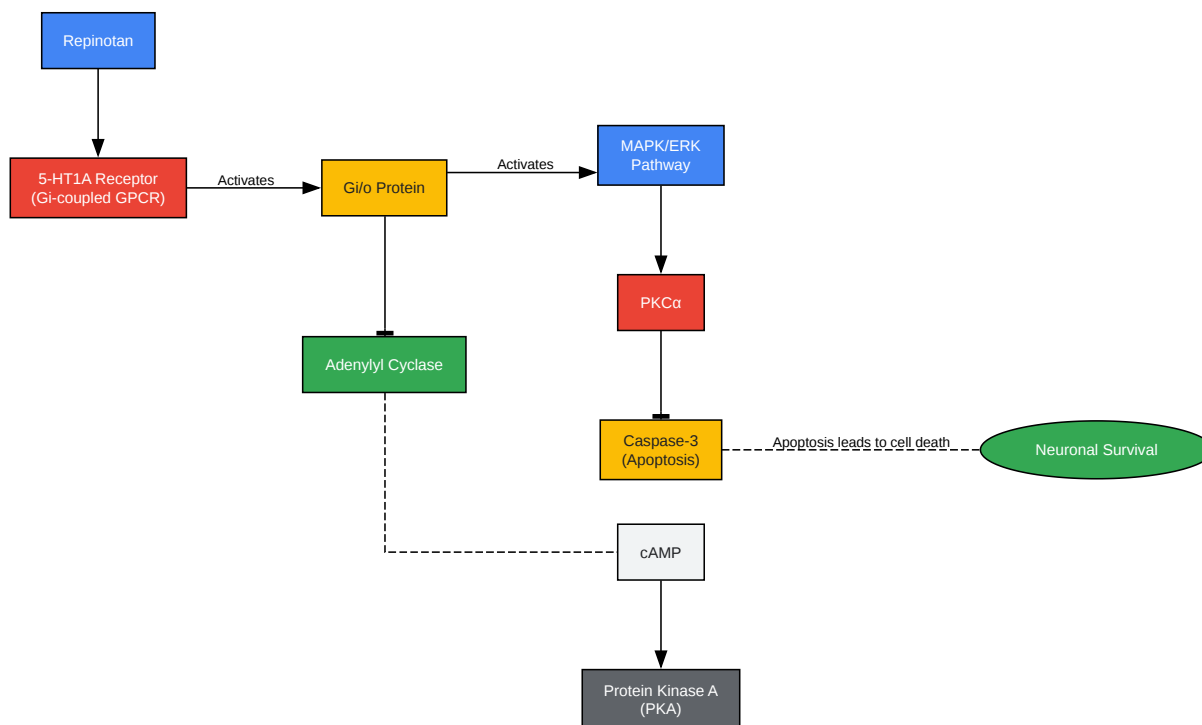 Repinotan
5-HT1A Receptor
(Gi-coupled GPCR)
Activates
Gi/o Protein
Activates
MAPK/ERK
Pathway
PKCα
Adenylyl Cyclase
Caspase-3
(Apoptosis)
Apoptosis leads to cell death
Neuronal Survival
cAMP
Protein Kinase A
(PKA)